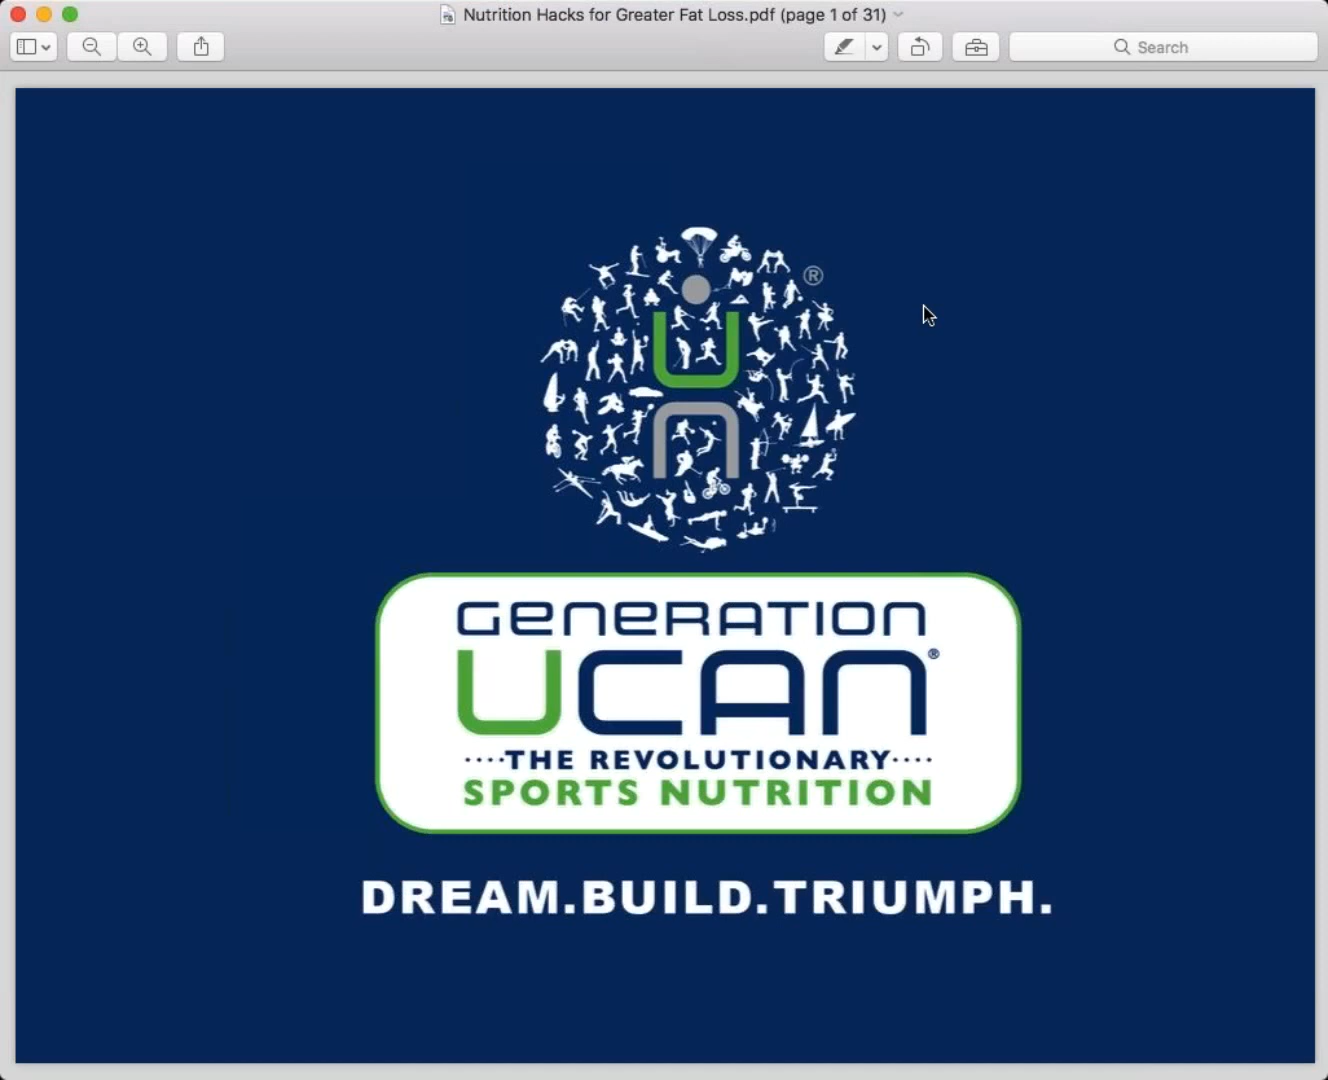 Nutrition Hacks for Greater Fat Loss.pdf (page 1 of 31)
Search
®
GENERATION
UCAN®
····THE REVOLUTIONARY····
SPORTS NUTRITION
DREAM.BUILD.TRIUMPH.